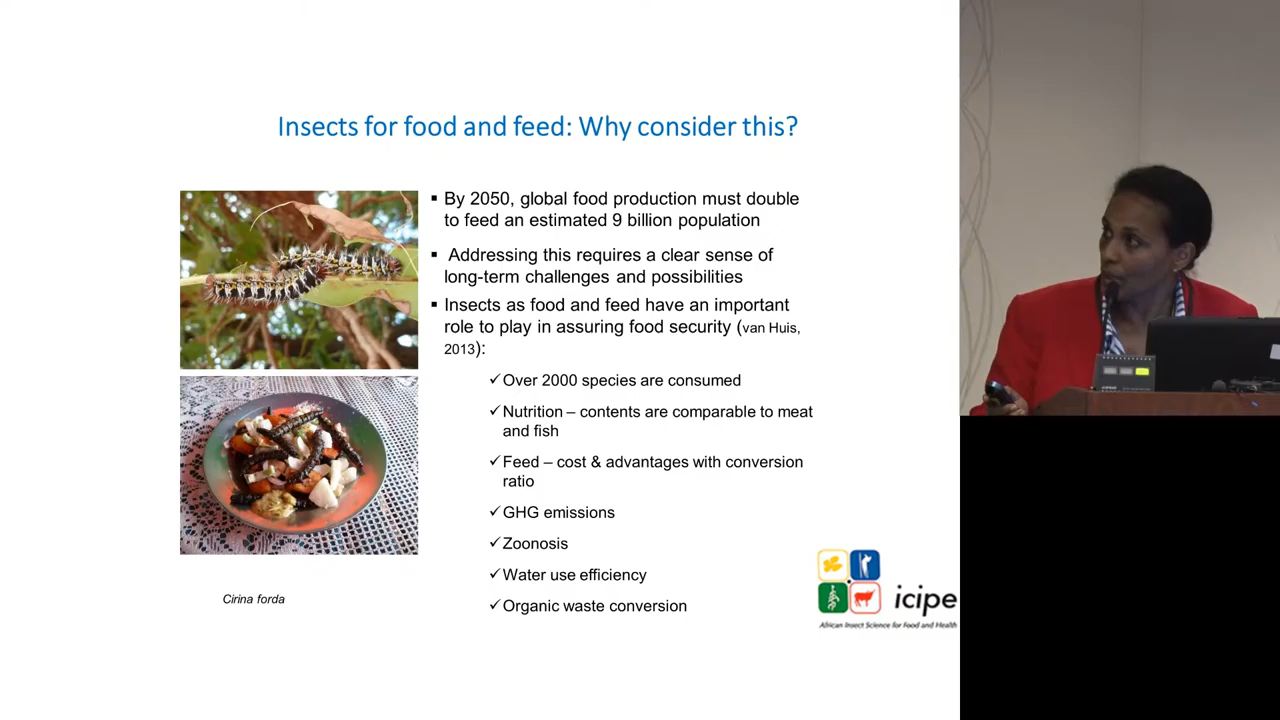 Insects for food and feed: Why consider this?
▪ By 2050, global food production must double
to feed an estimated 9 billion population
▪ Addressing this requires a clear sense of
long-term challenges and possibilities
▪ Insects as food and feed have an important
role to play in assuring food security (van Huis,
2013):
✓Over 2000 species are consumed
✓Nutrition – contents are comparable to meat
and fish
✓Feed – cost & advantages with conversion
ratio
✓GHG emissions
✓Zoonosis
✓Water use efficiency
✓Organic waste conversion
Cirina forda
icipe
African Insect Science for Food and Health